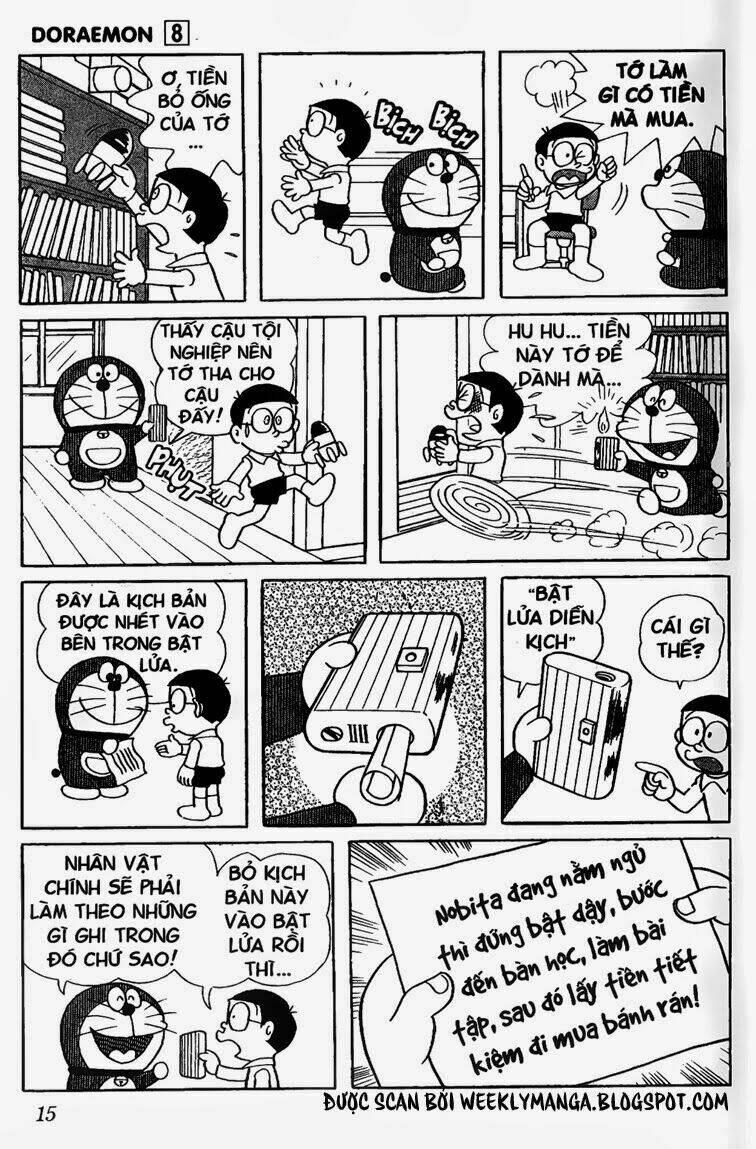 DORAEMON 8
TỚ LÀM
GÌ CÓ TIỀN
MÀ MUA.
BỊCH
BỊCH
Ơ, TIỀN
BỎ ỐNG
CỦA TỚ
...
HU HU... TIỀN
NÀY TỚ ĐỂ
DÀNH MÀ...
THẤY CẬU TỘI
NGHIỆP NÊN
TỚ THA CHO
CẬU
ĐẤY!
PHỤT
CÁI GÌ
THẾ?
"BẬT
LỬA DIỄN
KỊCH"
ĐÂY LÀ KỊCH BẢN
ĐƯỢC NHÉT VÀO
BÊN TRONG BẬT
LỬA.
Nobita đang nằm ngủ
thì đứng bật dậy, bước
đến bàn học, làm bài
tập, sau đó lấy tiền tiết
kiệm đi mua bánh rán!
BỎ KỊCH
BẢN NÀY
VÀO BẬT
LỬA RỒI
THÌ...
NHÂN VẬT
CHÍNH SẼ PHẢI
LÀM THEO NHỮNG
GÌ GHI TRONG
ĐÓ CHỨ SAO!
15
ĐƯỢC SCAN BỞI WEEKLYMANGA.BLOGSPOT.COM